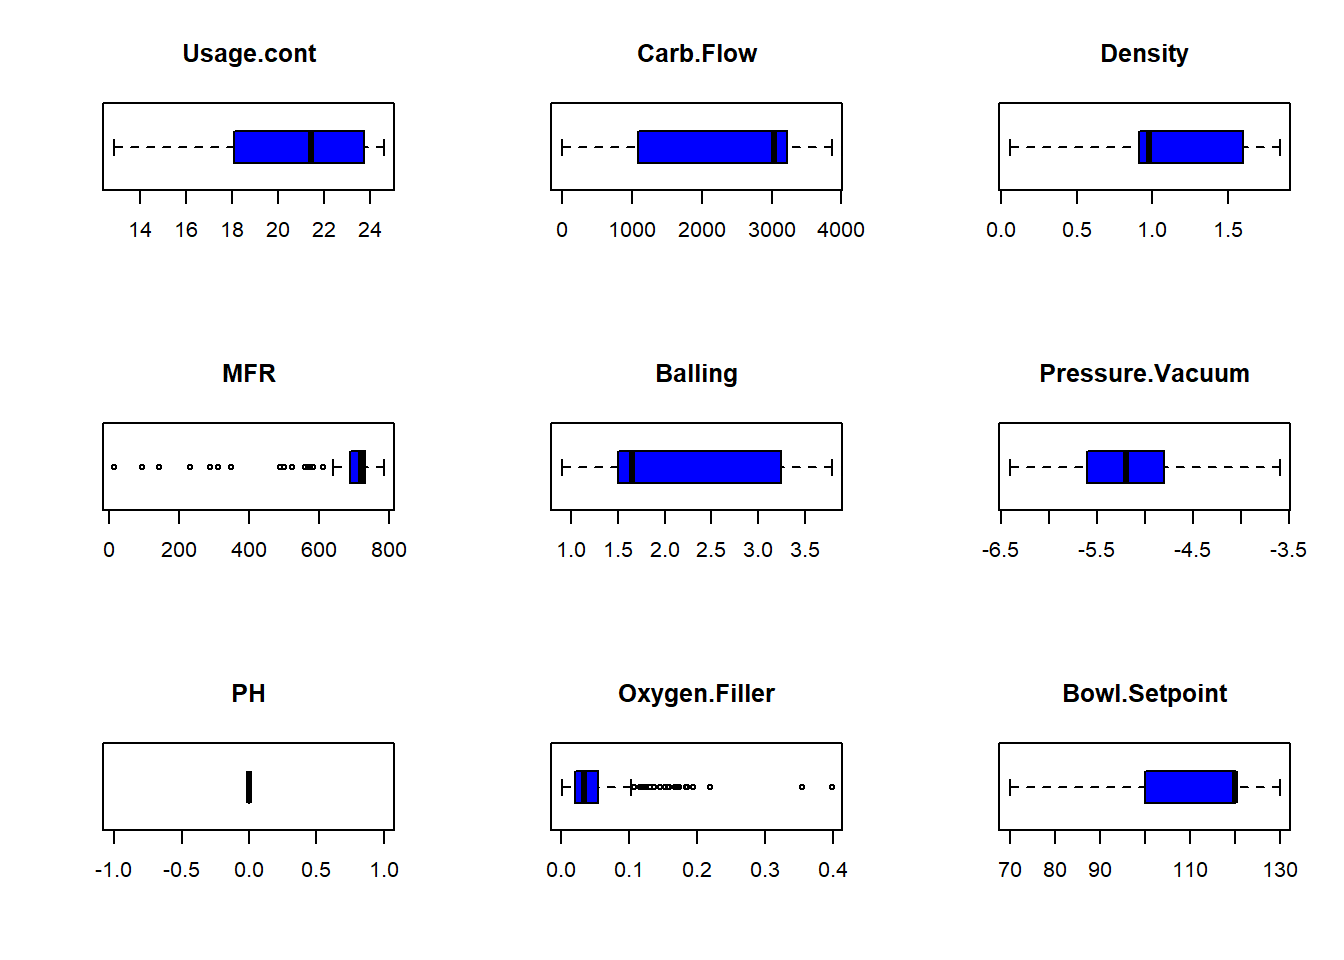 Usage.cont Carb.Flow Density
14 16 18 20 22 24 0 1000 2000 3000 4000 0.0 0.5 1.0 1.5
MFR Balling Pressure.Vacuum
0 200 400 600 800 1.0 1.5 2.0 2.5 3.0 3.5 -6.5 -5.5 -4.5 -3.5
PH Oxygen.Filler Bowl.Setpoint
-1.0 -0.5 0.0 0.5 1.0 0.0 0.1 0.2 0.3 0.4 70 80 90 110 130